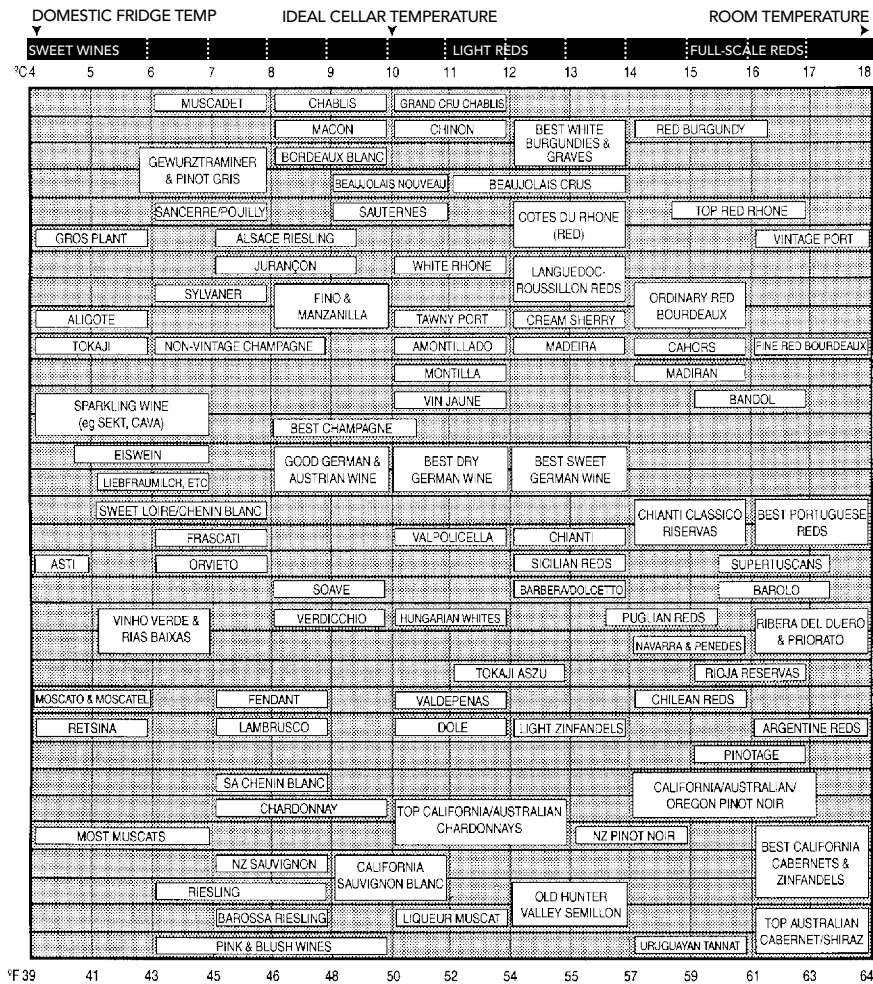 DOMESTIC FRIDGE TEMP IDEAL CELLAR TEMPERATURE ROOM TEMPERATURE
SWEET WINES LIGHT REDS FULL-SCALE REDS
°C 4 5 6 7 8 9 10 11 12 13 14 15 16 17 18
MUSCADET CHABLIS GRAND CRU CHABLIS
MACON CHINON BEST WHITE RED BURGUNDY
BURGUNDIES &
GRAVES
GEWURZTRAMINER
& PINOT GRIS
BORDEAUX BLANC
BEAUJOLAIS NOUVEAU BEAUJOLAIS CRUS
SANCERRE/POUILLY SAUTERNES COTES DU RHONE
(RED)
TOP RED RHONE
GROS PLANT ALSACE RIESLING VINTAGE PORT
JURANÇON WHITE RHONE LANGUEDOC-
ROUSSILLON REDS
SYLVANER FINO &
MANZANILLA
ORDINARY RED
BOURDEAUX
ALIGOTE TAWNY PORT CREAM SHERRY
TOKAJI NON-VINTAGE CHAMPAGNE AMONTILLADO MADEIRA CAHORS FINE RED BOURDEAUX
MONTILLA MADIRAN
SPARKLING WINE
(eg SEKT, CAVA)
VIN JAUNE BANDOL
BEST CHAMPAGNE
EISWEIN GOOD GERMAN &
AUSTRIAN WINE
BEST DRY
GERMAN WINE
BEST SWEET
GERMAN WINE
LIEBFRAUMILCH, ETC
SWEET LOIRE/CHENIN BLANC CHIANTI CLASSICO
RISERVAS
BEST PORTUGUESE
REDS
FRASCATI VALPOLICELLA CHIANTI
ASTI ORVIETO SICILIAN REDS SUPERTUSCANS
SOAVE BARBERA/DOLCETTO BAROLO
VINHO VERDE &
RIAS BAIXAS
VERDICCHIO HUNGARIAN WHITES PUGLIAN REDS RIBERA DEL DUERO
& PRIORATO
NAVARRA & PENEDES
TOKAJI ASZU RIOJA RESERVAS
MOSCATO & MOSCATEL FENDANT VALDEPENAS CHILEAN REDS
RETSINA LAMBRUSCO DOLE LIGHT ZINFANDELS ARGENTINE REDS
PINOTAGE
SA CHENIN BLANC CALIFORNIA/AUSTRALIAN/
OREGON PINOT NOIR
CHARDONNAY TOP CALIFORNIA/AUSTRALIAN
CHARDONNAYS
MOST MUSCATS NZ PINOT NOIR BEST CALIFORNIA
CABERNETS &
ZINFANDELS
NZ SAUVIGNON CALIFORNIA
SAUVIGNON BLANC
RIESLING OLD HUNTER
VALLEY SEMILLON
BAROSSA RIESLING LIQUEUR MUSCAT TOP AUSTRALIAN
CABERNET/SHIRAZ
PINK & BLUSH WINES URUGUAYAN TANNAT
°F 39 41 43 45 46 48 50 52 54 55 57 59 61 63 64